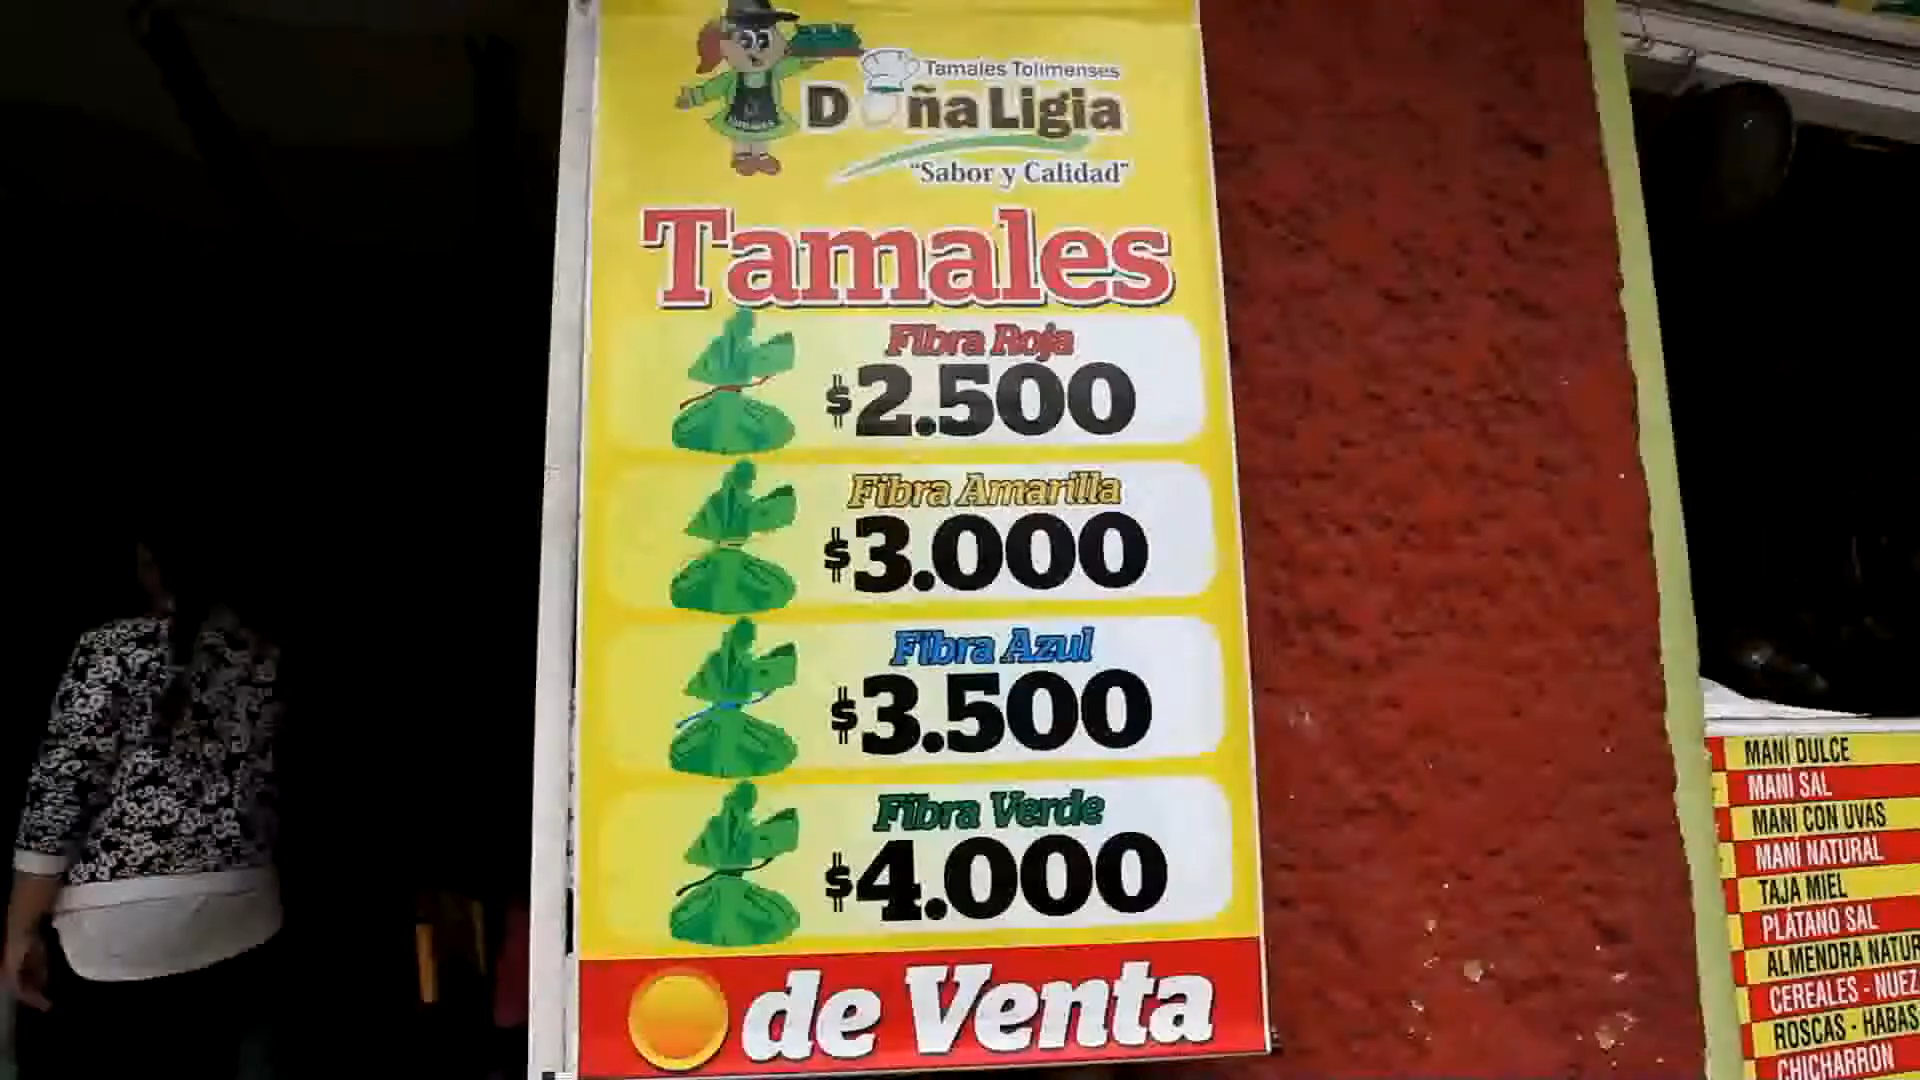 Tamales Tolimenses
Doña Ligia
"Sabor y Calidad"
Tamales
Fibra Roja
$2.500
Fibra Amarilla
$3.000
Fibra Azul
$3.500
Fibra Verde
$4.000
de Venta
MANÍ DULCE
MANÍ SAL
MANÍ CON UVAS
MANÍ NATURAL
TAJA MIEL
PLÁTANO SAL
ALMENDRA NATUR
CEREALES - NUEZ
ROSCAS - HABAS
CHICHARRON